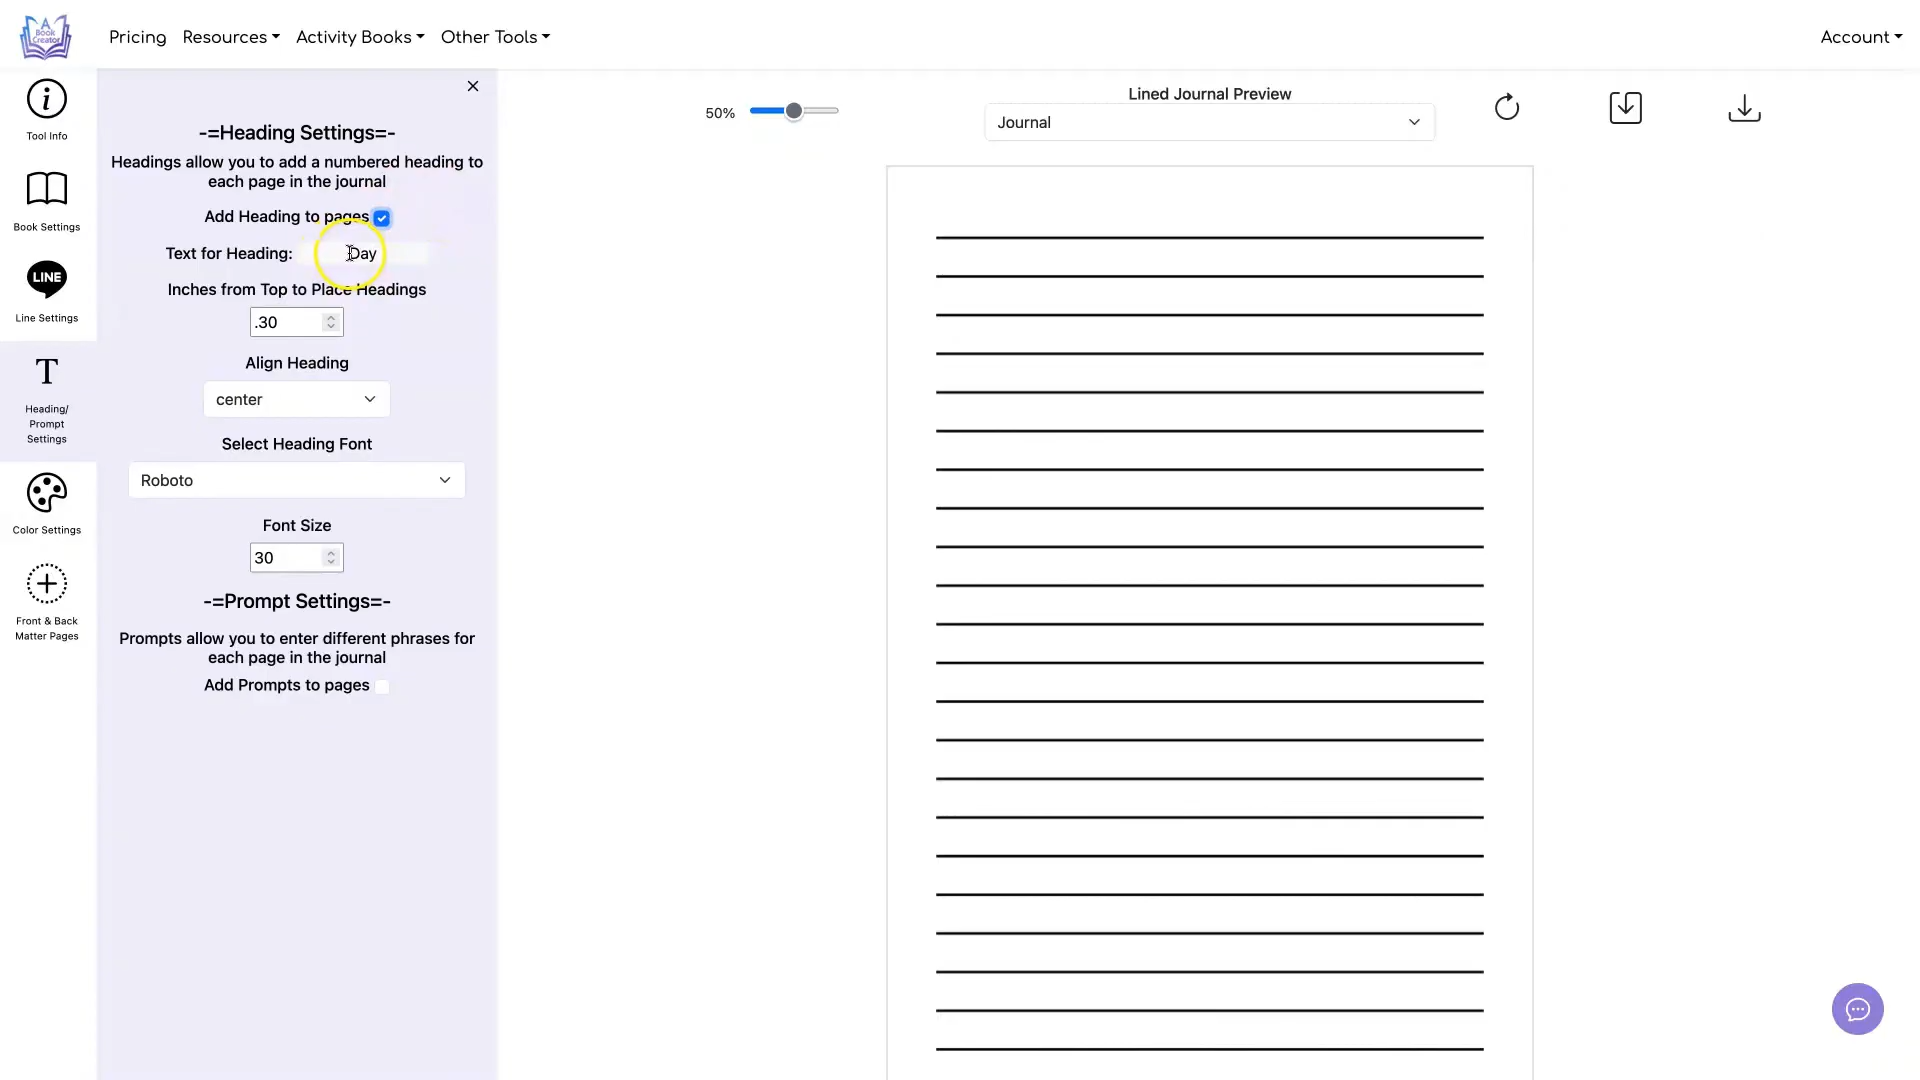 A
Book
Creator
Pricing
Resources
Activity Books
Other Tools
Account
Tool Info
Book Settings
LINE
Line Settings
T
Heading/
Prompt
Settings
Color Settings
Front & Back
Matter Pages
-=Heading Settings=-
Headings allow you to add a numbered heading to
each page in the journal
Add Heading to pages
Text for Heading: Day
Inches from Top to Place Headings
.30
Align Heading
center
Select Heading Font
Roboto
Font Size
30
-=Prompt Settings=-
Prompts allow you to enter different phrases for
each page in the journal
Add Prompts to pages
50%
Lined Journal Preview
Journal